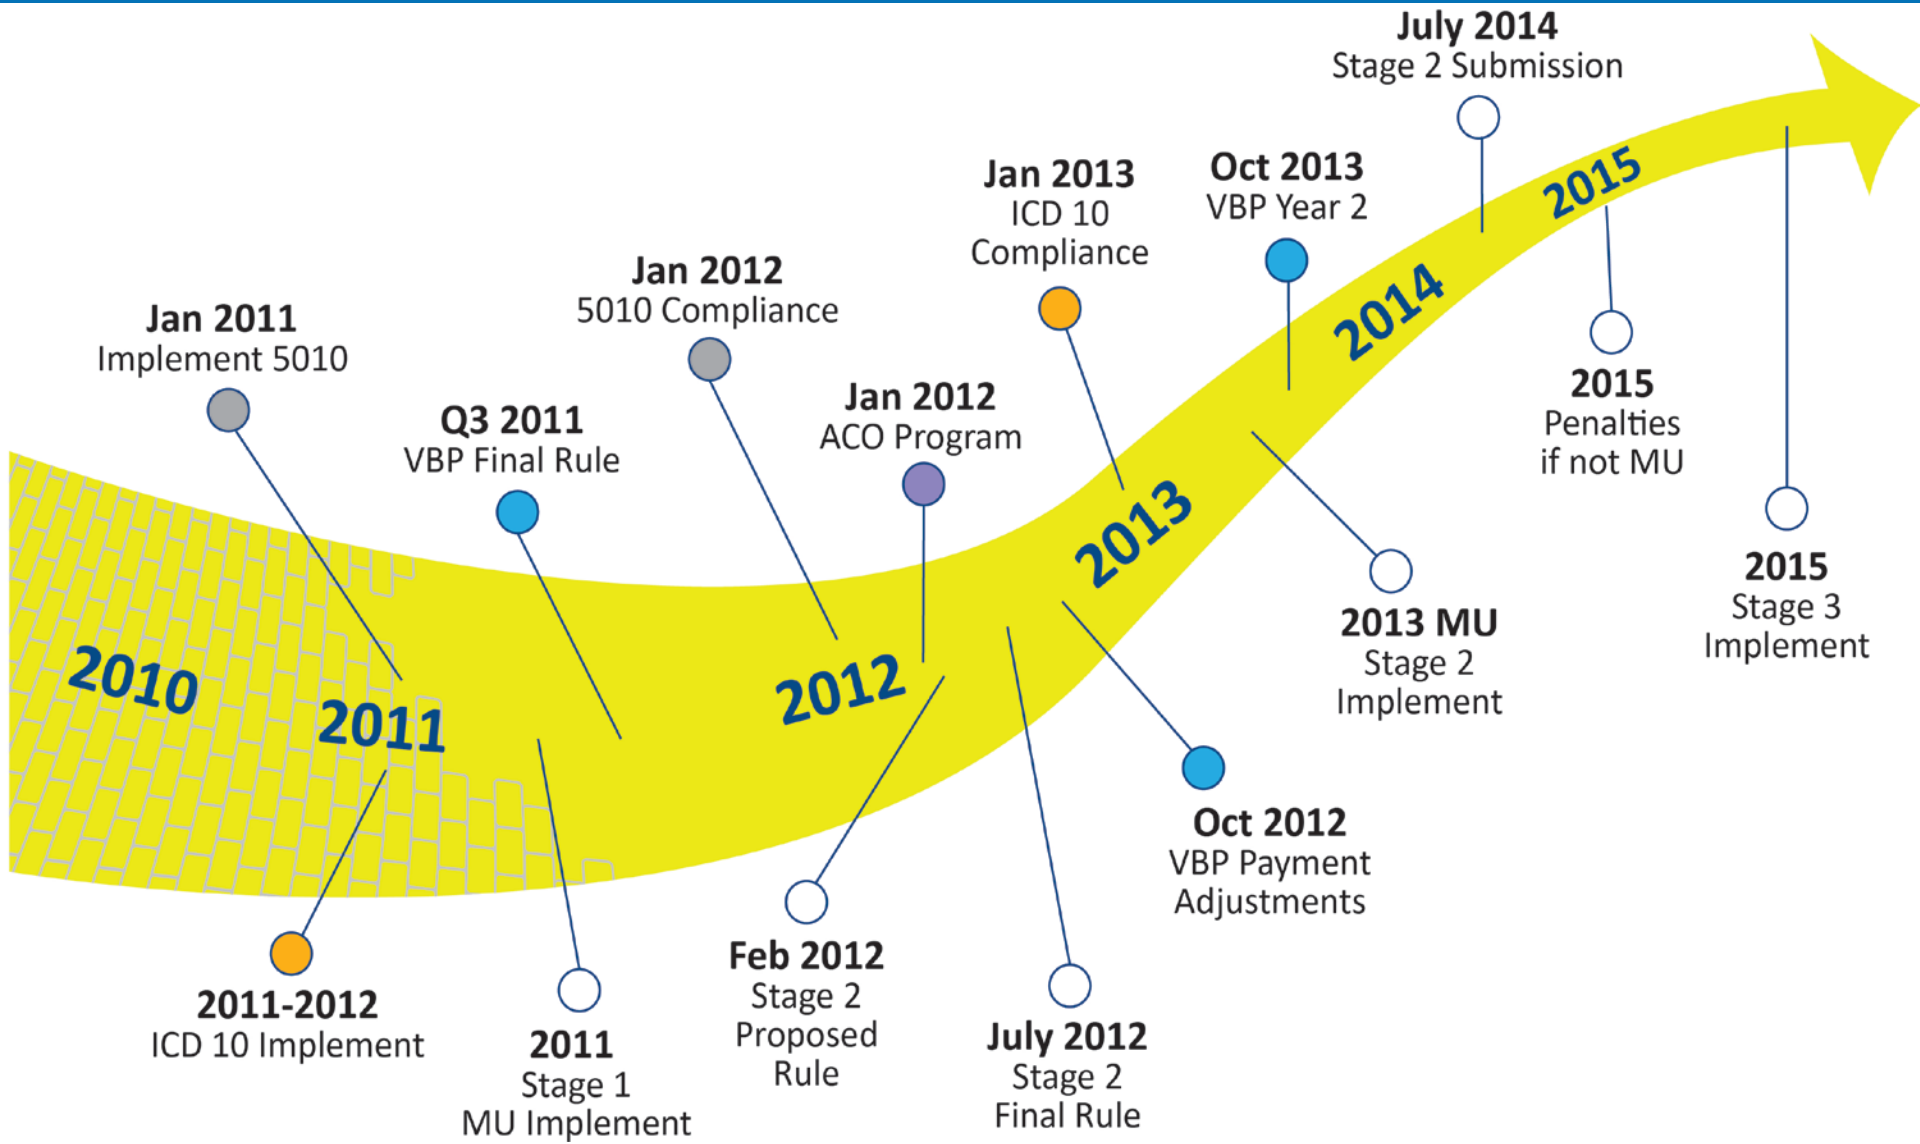 July 2014
Stage 2 Submission
Jan 2013
ICD 10
Compliance
Oct 2013
VBP Year 2
2015
Jan 2012
5010 Compliance
Jan 2011
Implement 5010
2014
Q3 2011
VBP Final Rule
Jan 2012
ACO Program
2015
Penalties
if not MU
2013
2015
Stage 3
Implement
2010
2011
2012
2013 MU
Stage 2
Implement
Oct 2012
VBP Payment
Adjustments
2011-2012
ICD 10 Implement
2011
Stage 1
MU Implement
Feb 2012
Stage 2
Proposed
Rule
July 2012
Stage 2
Final Rule